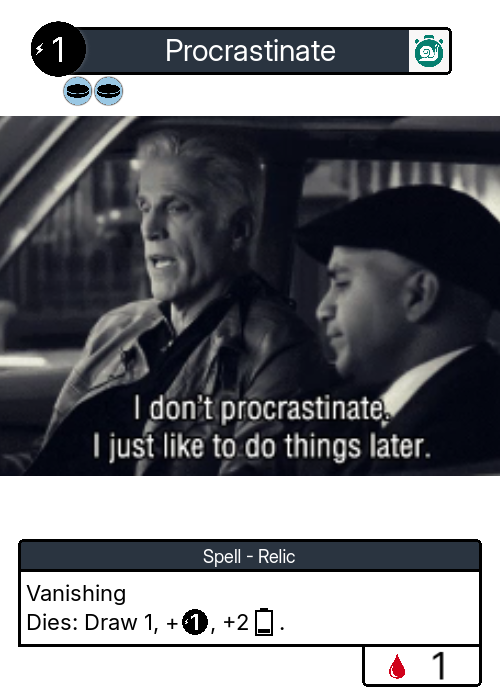 1 Procrastinate
I don't procrastinate.
I just like to do things later.
Spell - Relic
Vanishing
Dies: Draw 1, +1, +2 .
1